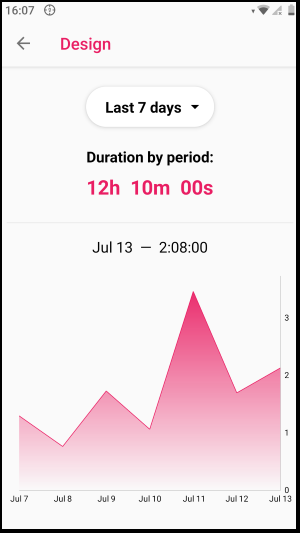 16:07
Design
Last 7 days
Duration by period:
12h 10m 00s
Jul 13 — 2:08:00
3
2
1
0
Jul 7 Jul 8 Jul 9 Jul 10 Jul 11 Jul 12 Jul 13